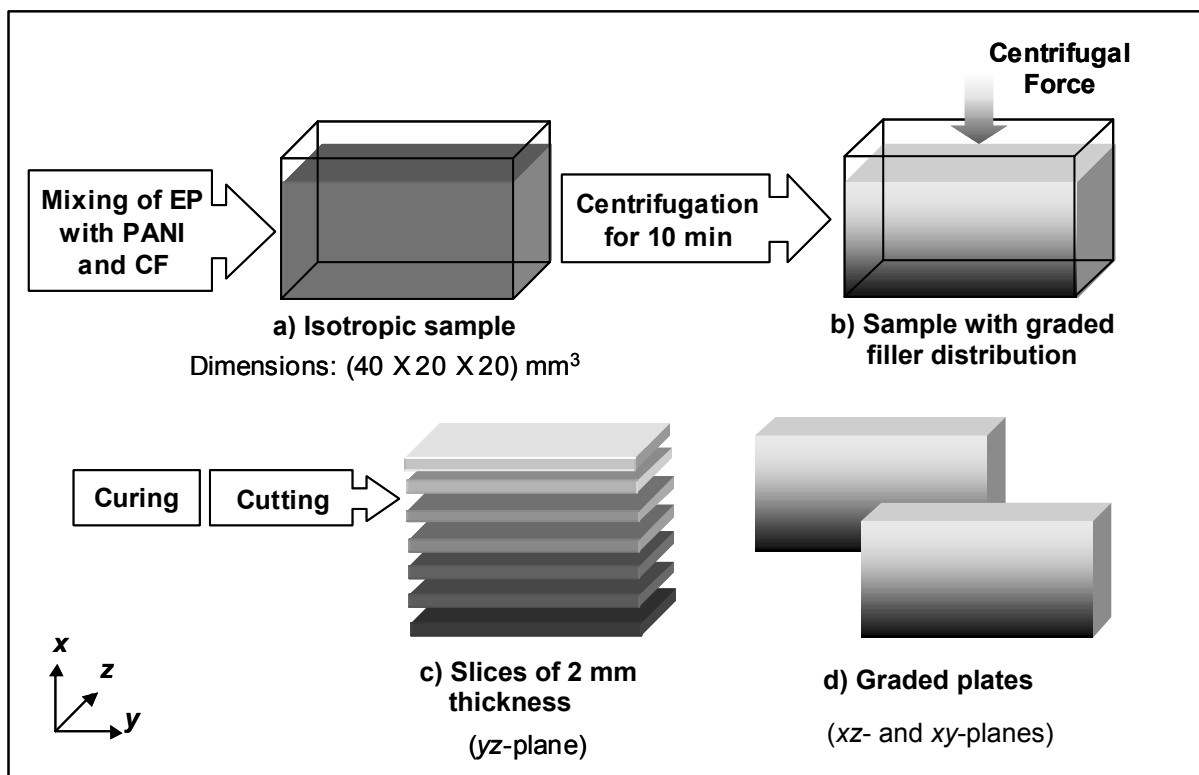 Centrifugal
Force
Mixing of EP
with PANI
and CF
Centrifugation
for 10 min
a) Isotropic sample
Dimensions: (40 X 20 X 20) mm³
b) Sample with graded
filler distribution
Curing
Cutting
c) Slices of 2 mm
thickness
(yz-plane)
d) Graded plates
(xz- and xy-planes)
x
z
y